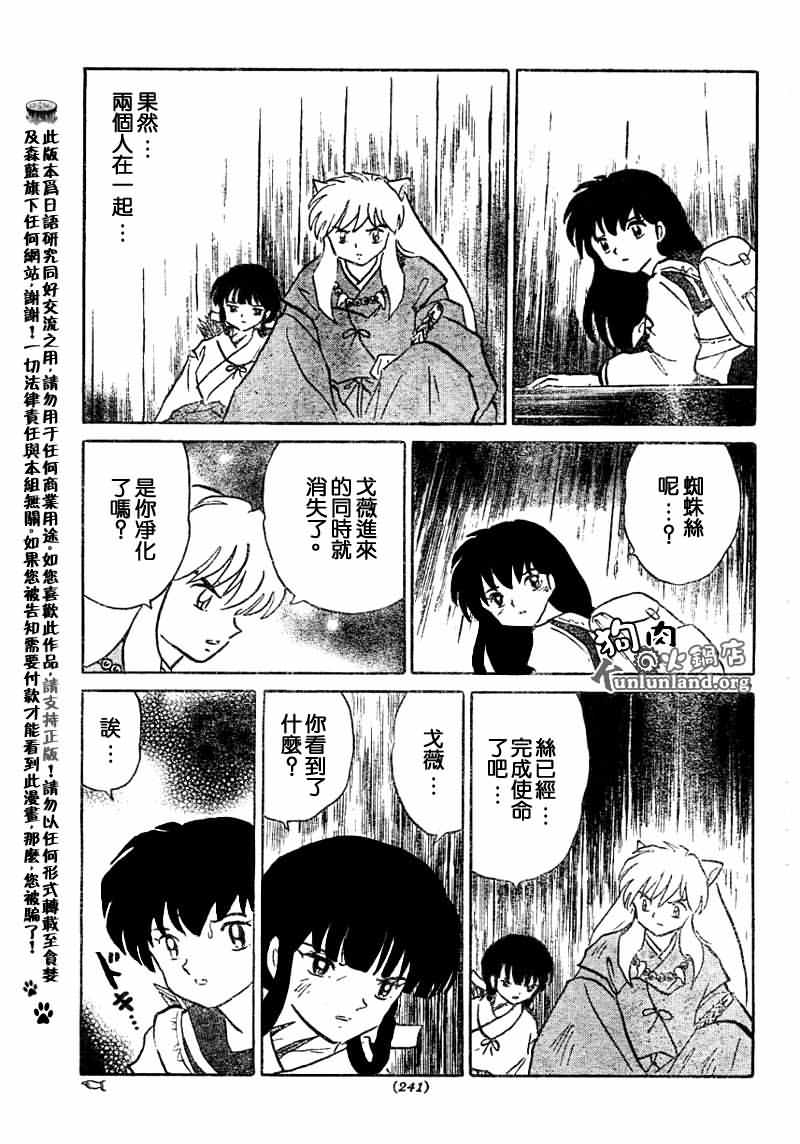 果然…
兩個人在一起…
蜘蛛絲
呢…？
戈薇進來
的同時就
消失了。
是你凈化
了嗎？
狗肉@火鍋店
kunlunland.org
絲已經…
完成使命
了吧…
戈薇…
你看到了
什麼？
誒…
ドキ…
(241)
此版本爲日語研究同好交流之用，請勿用于任何商業用途。如您喜歡此作品，請支持正版！請勿以任何形式轉載至貪婪
及森藍旗下任何網站，謝謝！一切法律責任與本組無關。如果您被告知需要付款才能看到此漫畫，那麼，您被騙了！